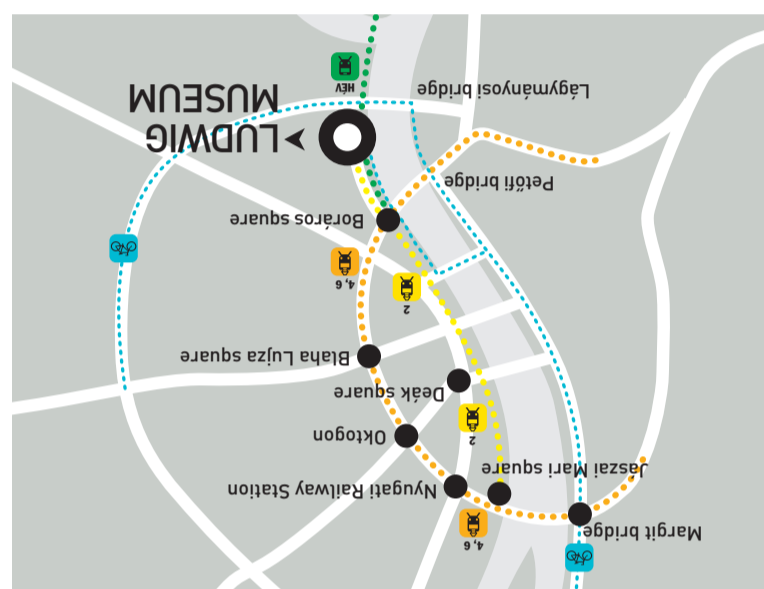 Margit bridge
4, 6
Nyugati Railway Station
Jászai Mari square
2
Oktogon
Deák square
Blaha Lujza square
2
4, 6
Boráros square
Petőfi bridge
LUDWIG
MUSEUM
Lágymányosi bridge
HÉV